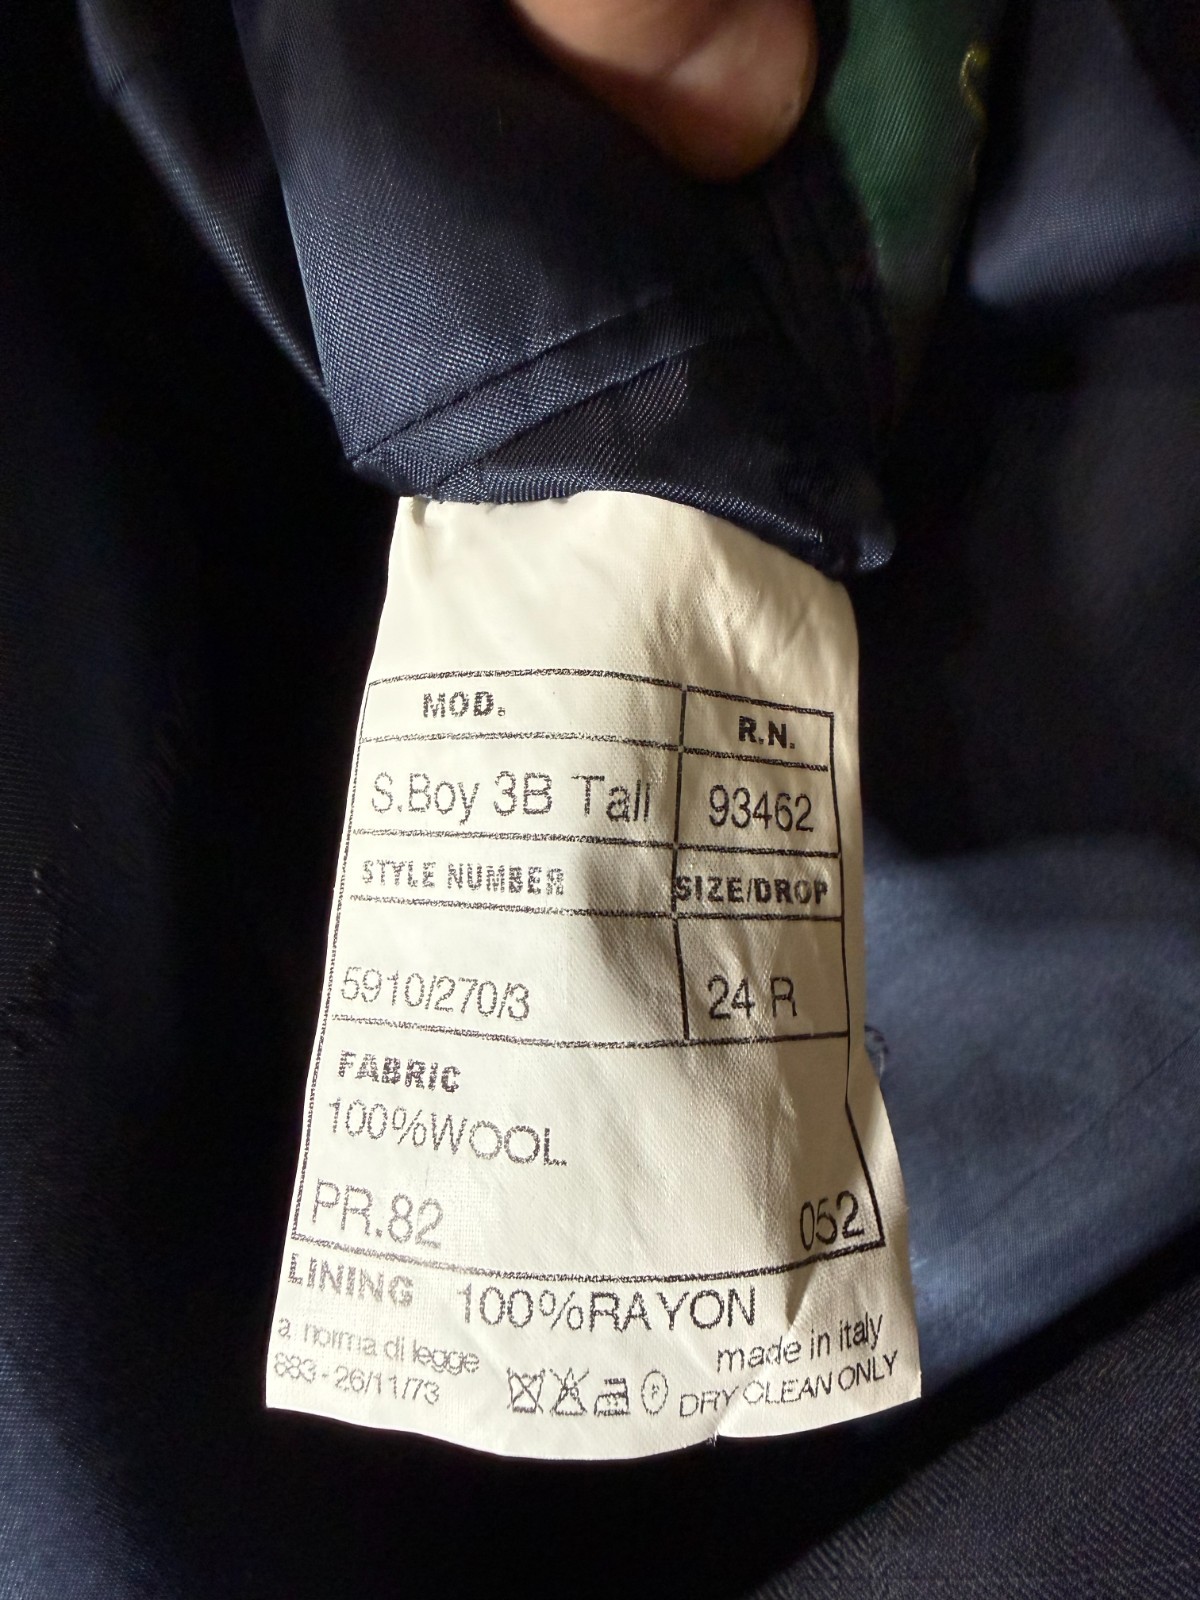 MOD.
R.N.
S.Boy 3B Tall
93462
STYLE NUMBER
SIZE/DROP
5910/270/3
24 R
FABRIC
100%WOOL
PR.82
052
LINING 100%RAYON
a norma di legge
883-26/11/73
made in italy
DRY CLEAN ONLY